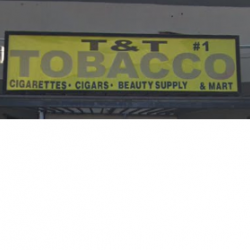 T&T #1
TOBACCO
CIGARETTES • CIGARS • BEAUTY SUPPLY & MART